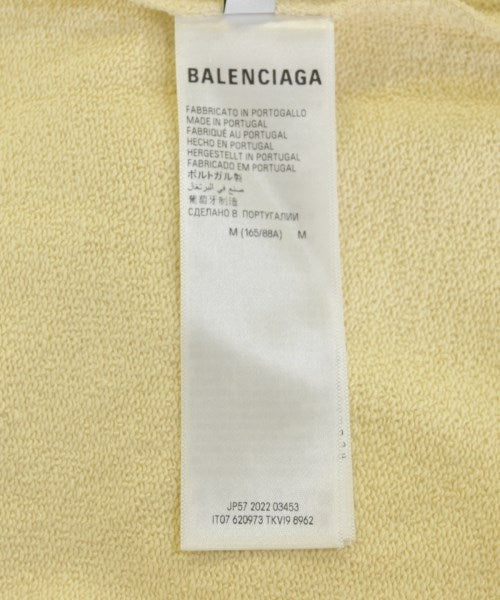 BALENCIAGA
FABBRICATO IN PORTOGALLO
MADE IN PORTUGAL
FABRIQUÉ AU PORTUGAL
HECHO EN PORTUGAL
HERGESTELLT IN PORTUGAL
FABRICADO EM PORTUGAL
ポルトガル製
صنع في البرتغال
葡萄牙制造
СДЕЛАНО В ПОРТУГАЛИИ
M (165/88A) M
JP57 2022 03453
IT07 620973 TKVI9 8962